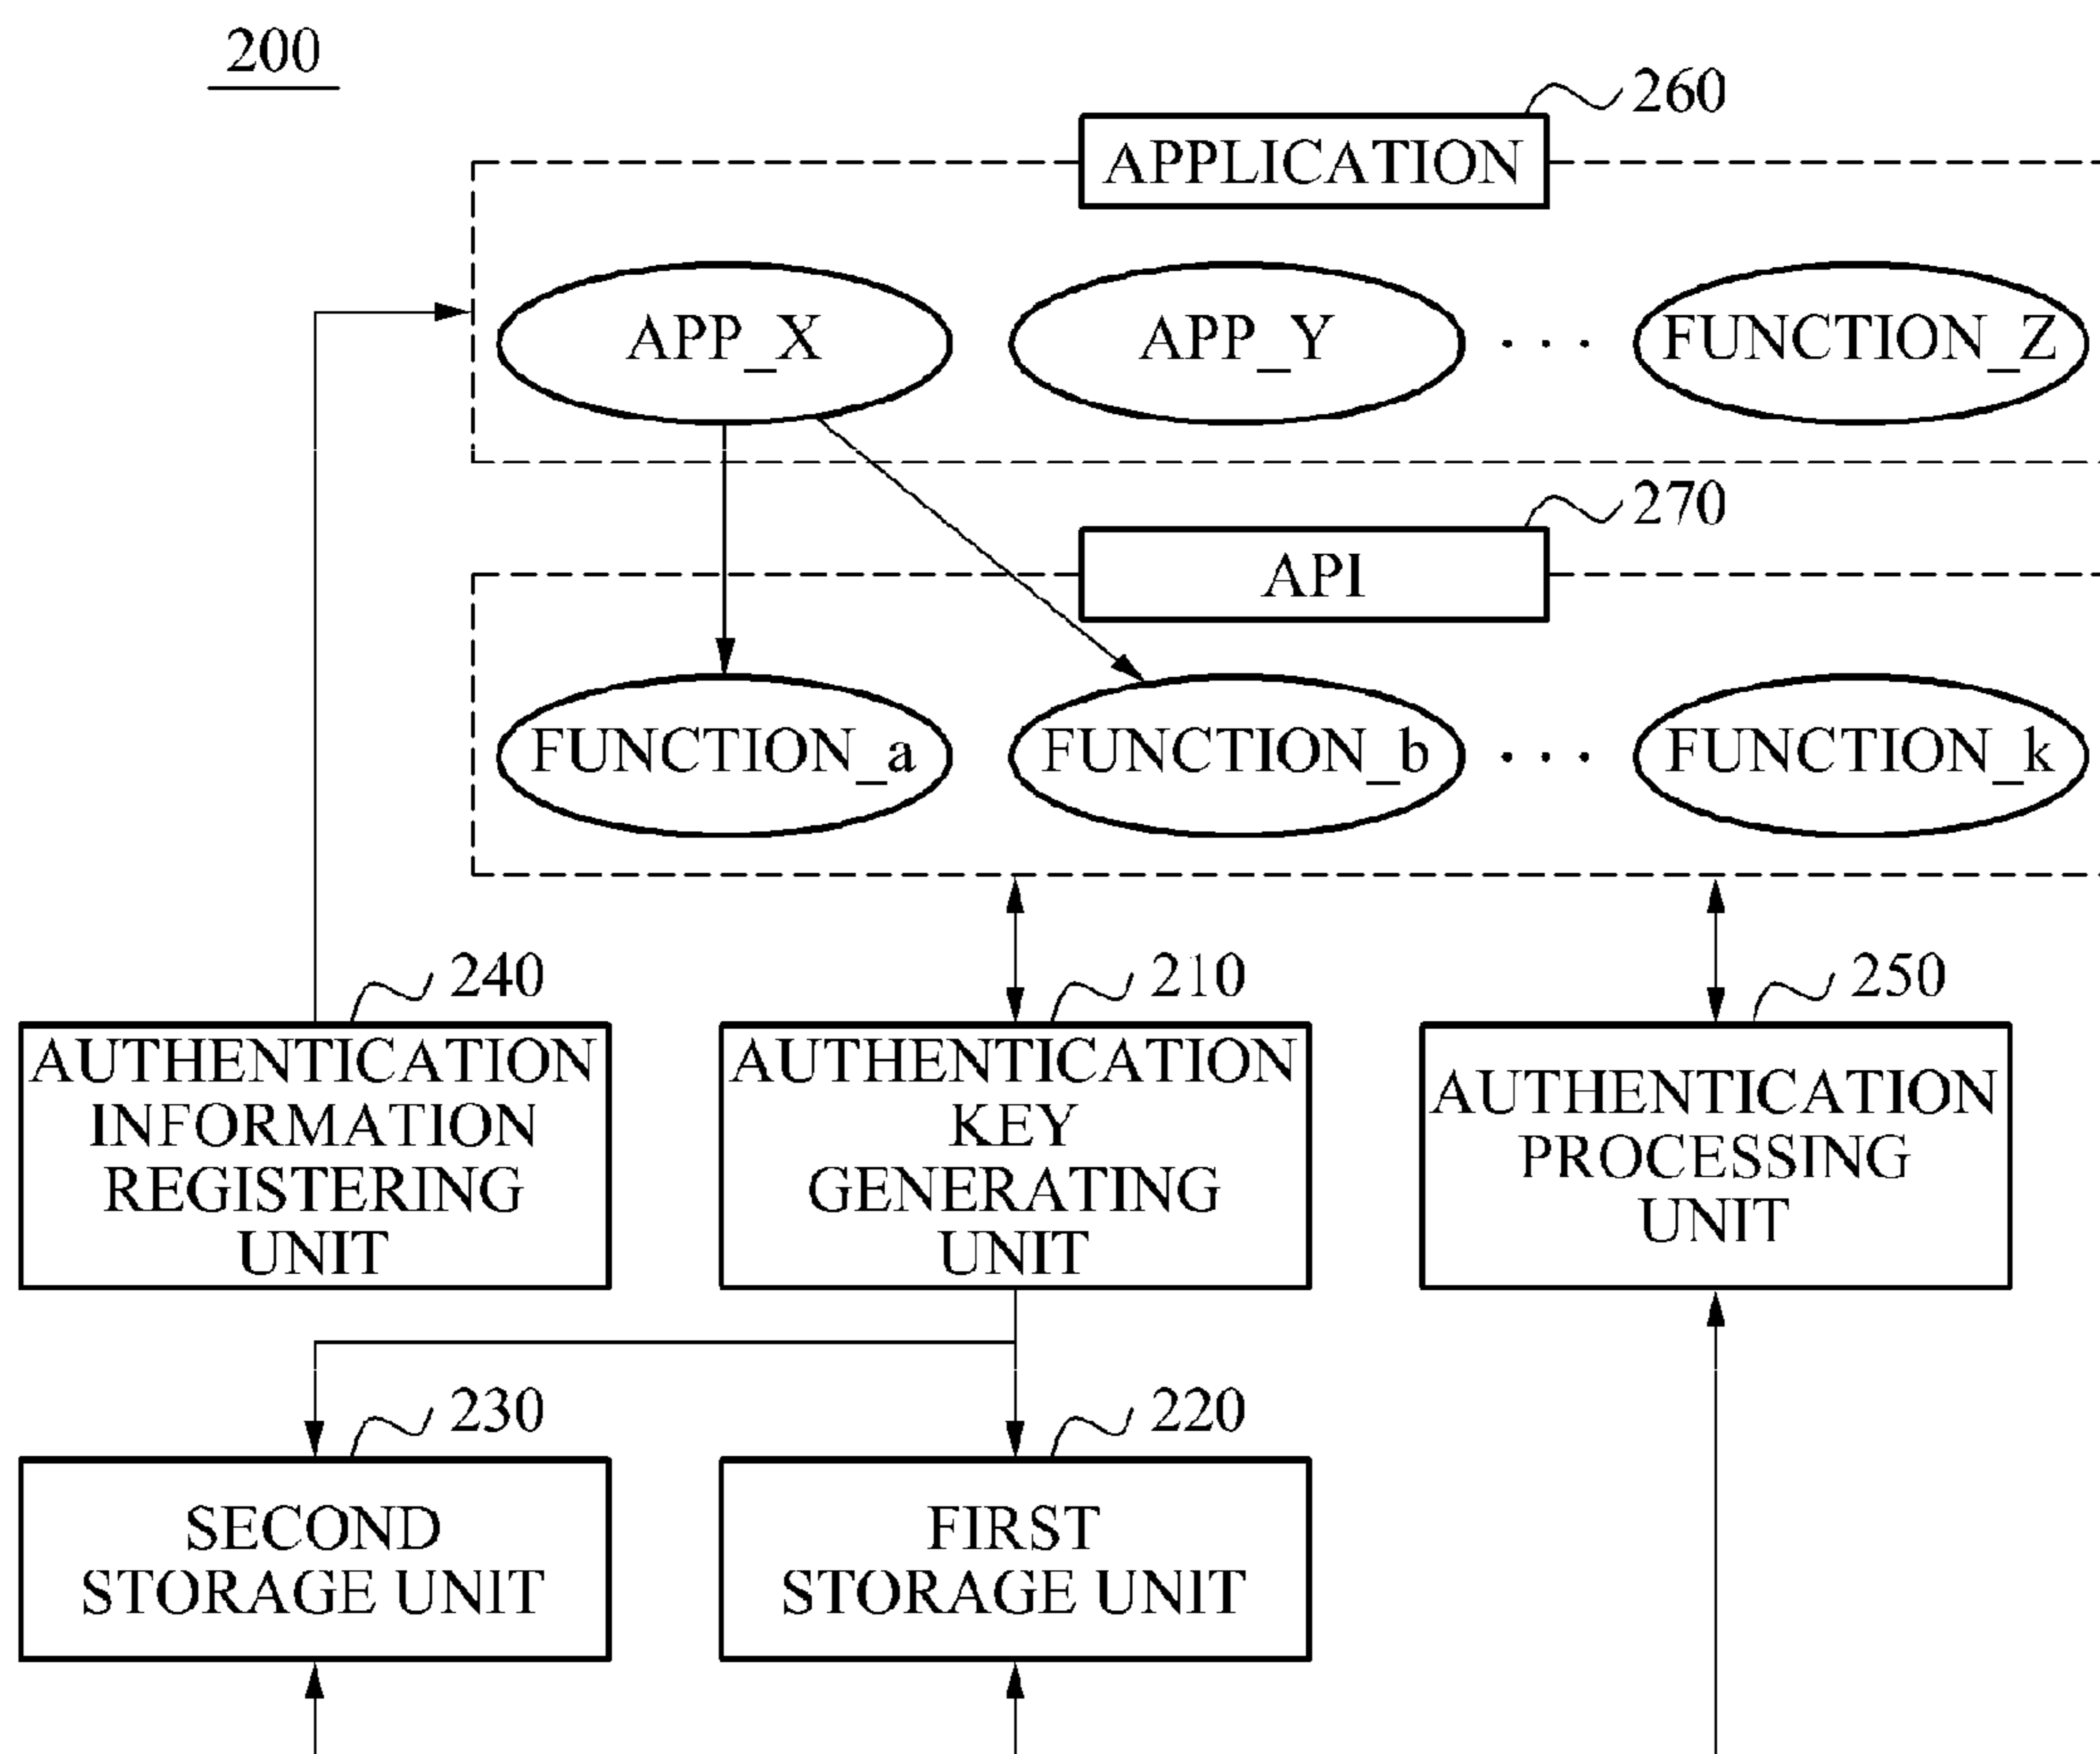 200
260
APPLICATION
APP_X
APP_Y
. . .
FUNCTION_Z
270
API
FUNCTION_a
FUNCTION_b
. . .
FUNCTION_k
240
AUTHENTICATION
INFORMATION
REGISTERING
UNIT
210
AUTHENTICATION
KEY
GENERATING
UNIT
250
AUTHENTICATION
PROCESSING
UNIT
230
SECOND
STORAGE UNIT
220
FIRST
STORAGE UNIT